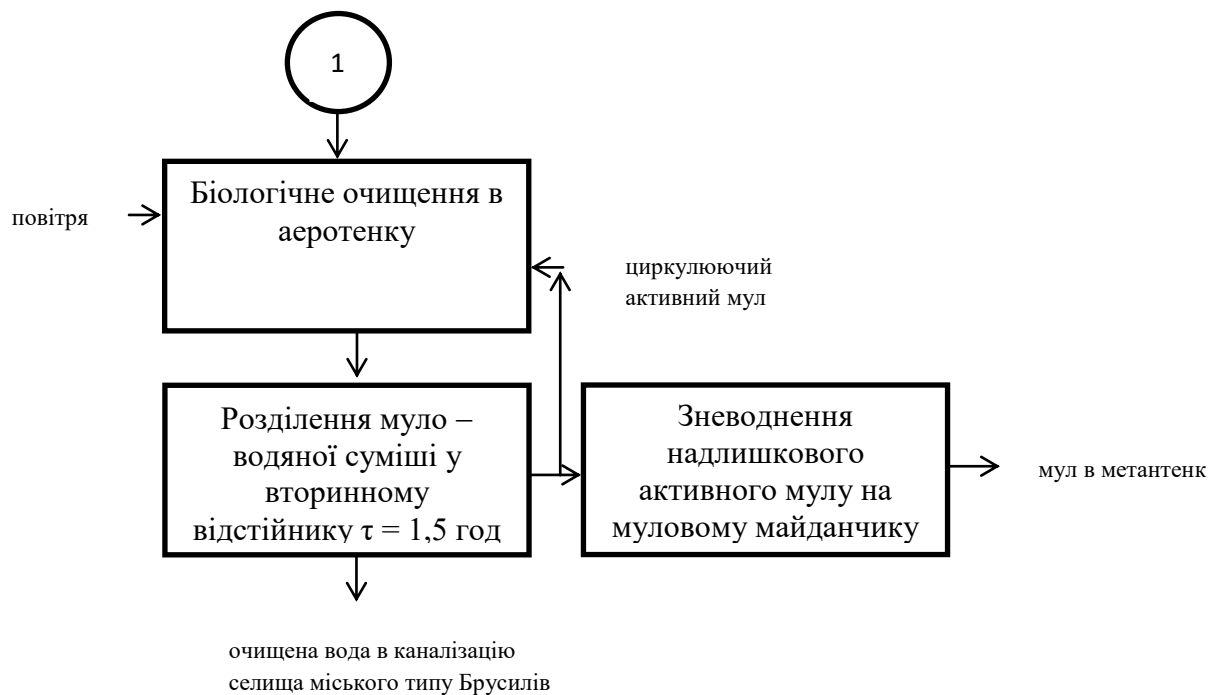 1
Біологічне очищення в
аеротенку
повітря
циркулюючий
активний мул
Розділення муло –
водяної суміші у
вторинному
відстійнику τ = 1,5 год
Зневоднення
надлишкового
активного мулу на
муловому майданчику
мул в метантенк
очищена вода в каналізацію
селища міського типу Брусилів